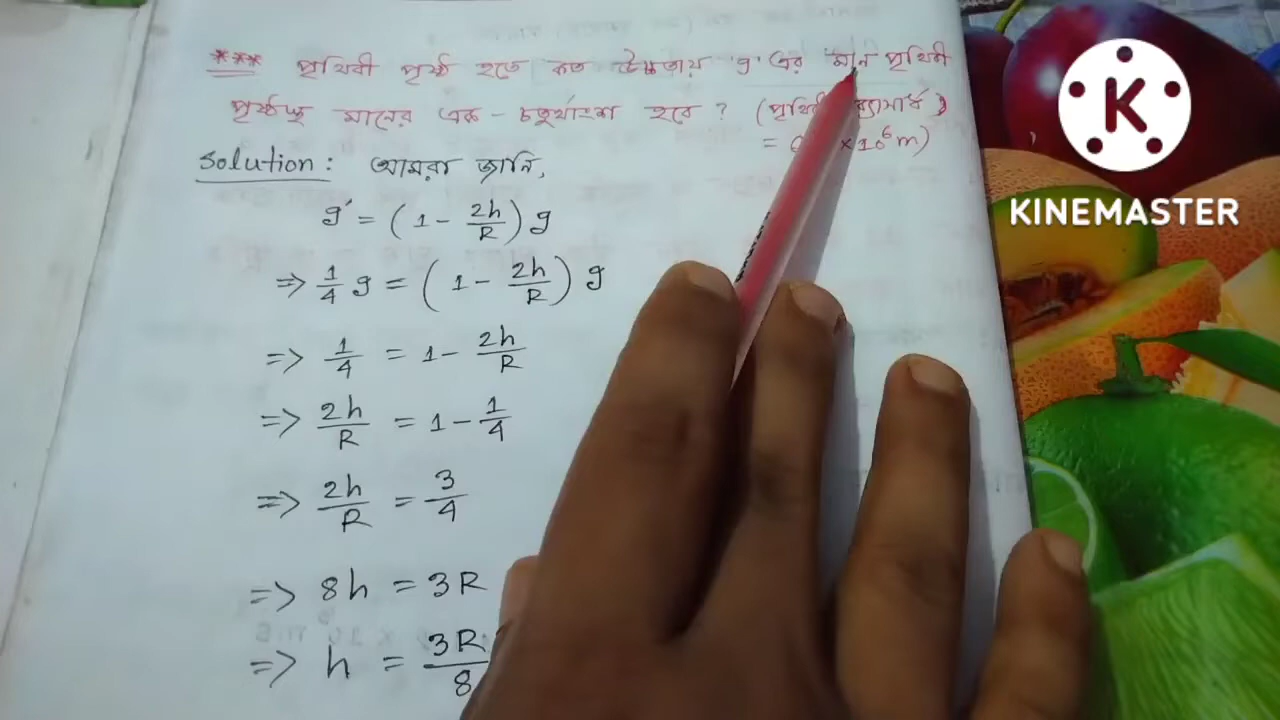 *** পৃথিবী পৃষ্ঠ হতে কত উচ্চতায় 'g' এর মান পৃথিবী
পৃষ্ঠস্থ মানের এক-চতুর্থাংশ হবে ? (পৃথিবী ব্যাসার্ধ
= ×10⁶m)
Solution: আমরা জানি,
g' = (1 - 2h/R) g
=> 1/4 g = (1 - 2h/R) g
=> 1/4 = 1 - 2h/R
=> 2h/R = 1 - 1/4
=> 2h/R = 3/4
=> 8h = 3R
=> h = 3R/8
K
KINEMASTER